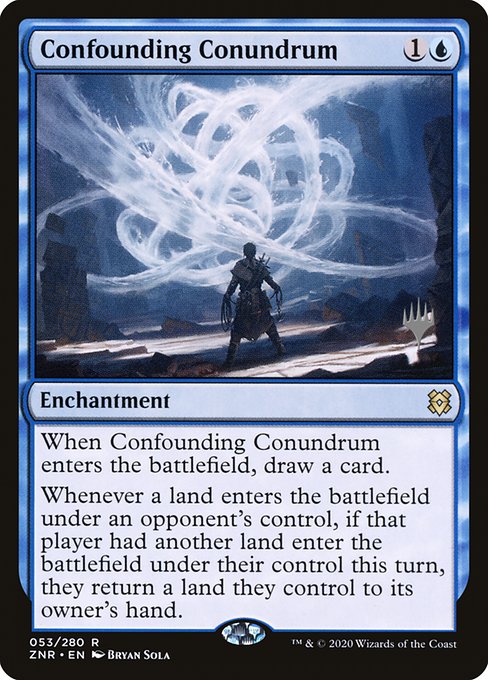 Confounding Conundrum 1
Enchantment
When Confounding Conundrum
enters the battlefield, draw a card.
Whenever a land enters the battlefield
under an opponent's control, if that
player had another land enter the
battlefield under their control this turn,
they return a land they control to its
owner's hand.
053/280 R
ZNR • EN Bryan Sola
™ & © 2020 Wizards of the Coast